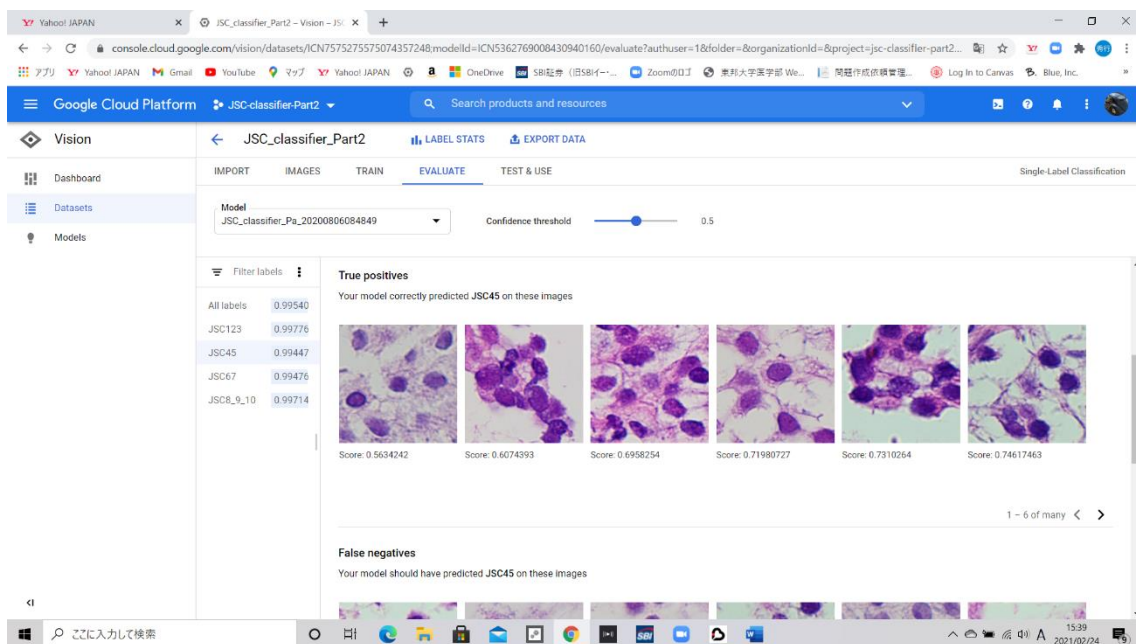 Yahoo! JAPAN
JSC_classifier_Part2 – Vision – JSC
console.cloud.google.com/vision/datasets/ICN7575275575074357248;modelId=ICN5362769008430940160/evaluate?authuser=1&folder=&organizationId=&project=jsc-classifier-part2...
アプリ Yahoo! JAPAN Gmail YouTube マップ Yahoo! JAPAN OneDrive SBI証券 (旧SBIイー... Zoomのロゴ 東邦大学医学部 We... 問題作成依頼管理... Log In to Canvas Blue, Inc. »
Google Cloud Platform JSC-classifier-Part2 Search products and resources
Vision JSC_classifier_Part2 LABEL STATS EXPORT DATA
IMPORT IMAGES TRAIN EVALUATE TEST & USE Single-Label Classification
Dashboard
Datasets
Models
Model
JSC_classifier_Pa_20200806084849 Confidence threshold 0.5
Filter labels
All labels 0.99540
JSC123 0.99776
JSC45 0.99447
JSC67 0.99476
JSC8_9_10 0.99714
True positives
Your model correctly predicted JSC45 on these images
Score: 0.5634242 Score: 0.6074393 Score: 0.6958254 Score: 0.71980727 Score: 0.7310264 Score: 0.74617463
1 – 6 of many
False negatives
Your model should have predicted JSC45 on these images
ここに入力して検索
SBI
A
15:39
2021/02/24